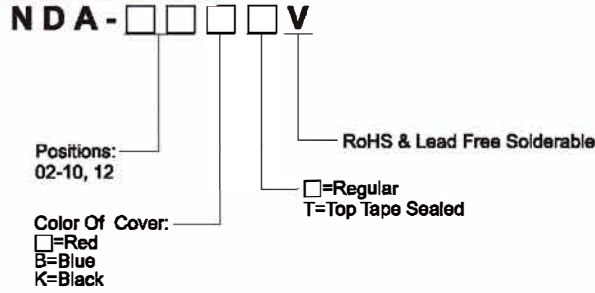 NDA-□□□□V
RoHS & Lead Free Solderable
Positions:
02-10, 12
□=Regular
T=Top Tape Sealed
Color Of Cover:
□=Red
B=Blue
K=Black